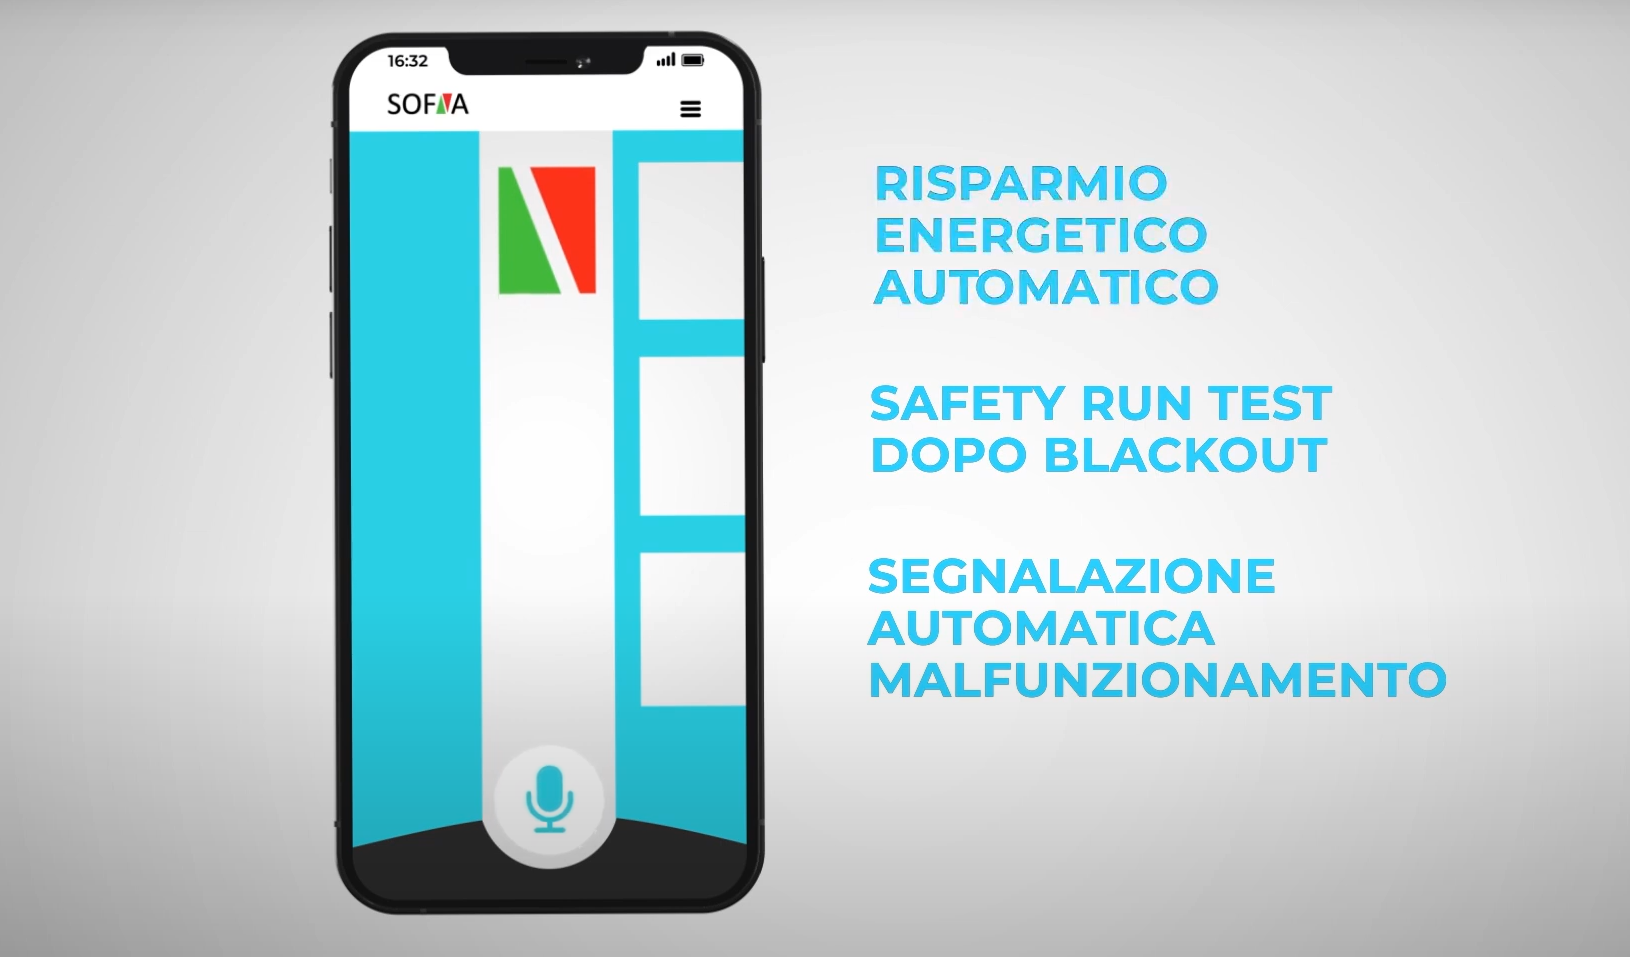 16:32
SOFIA
RISPARMIO
ENERGETICO
AUTOMATICO
SAFETY RUN TEST
DOPO BLACKOUT
SEGNALAZIONE
AUTOMATICA
MALFUNZIONAMENTO